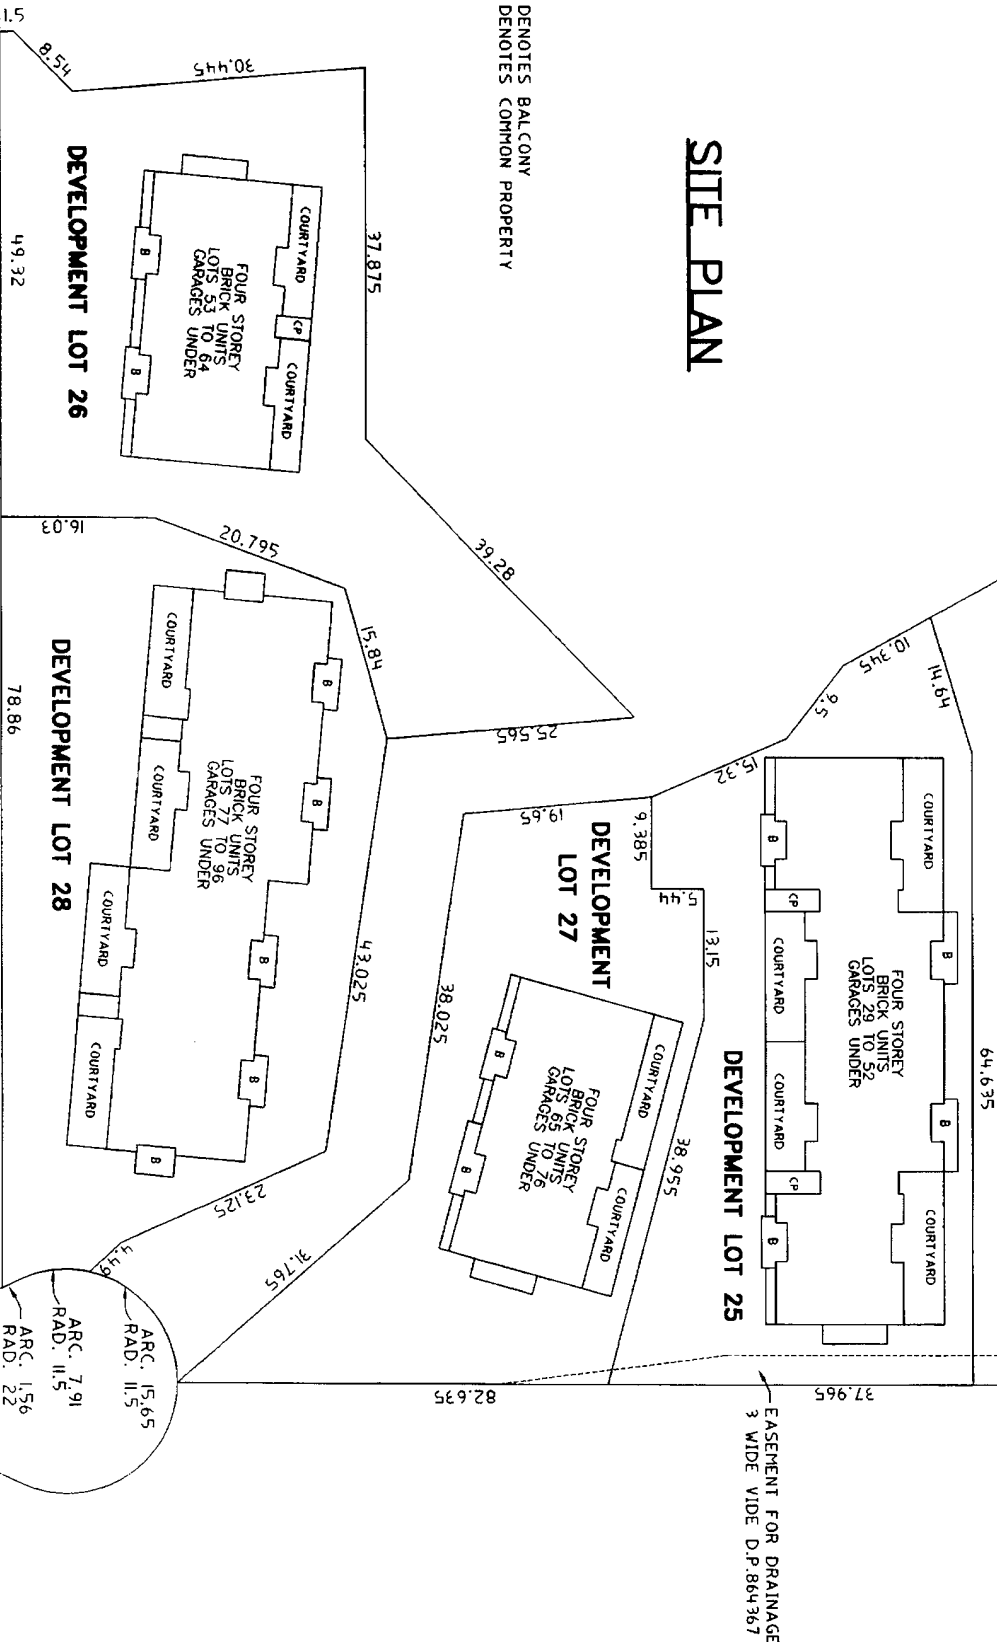 SITE PLAN
DENOTES BALCONY
DENOTES COMMON PROPERTY
64.635
14.64
10.345
9.5
15.32
COURTYARD
COURTYARD
B
B
FOUR STOREY
BRICK UNITS
LOTS 29 TO 52
GARAGES UNDER
CP
COURTYARD
COURTYARD
CP
B
B
DEVELOPMENT LOT 25
37.965
EASEMENT FOR DRAINAGE
3 WIDE VIDE D.P.864367
9.385
5.44
13.15
38.955
19.65
DEVELOPMENT
LOT 27
COURTYARD
COURTYARD
FOUR STOREY
BRICK UNITS
LOTS 65 TO 76
GARAGES UNDER
B
B
38.025
31.765
82.635
1.5
8.54
30.445
37.875
39.28
25.565
COURTYARD
CP
COURTYARD
FOUR STOREY
BRICK UNITS
LOTS 53 TO 64
GARAGES UNDER
B
B
DEVELOPMENT LOT 26
49.32
16.03
20.795
15.84
43.025
23.125
4.49
B
B
B
B
B
FOUR STOREY
BRICK UNITS
LOTS 77 TO 96
GARAGES UNDER
COURTYARD
COURTYARD
COURTYARD
COURTYARD
DEVELOPMENT LOT 28
78.86
ARC. 15.65
RAD. 11.5
ARC. 7.91
RAD. 11.5
ARC. 1.56
RAD. 22